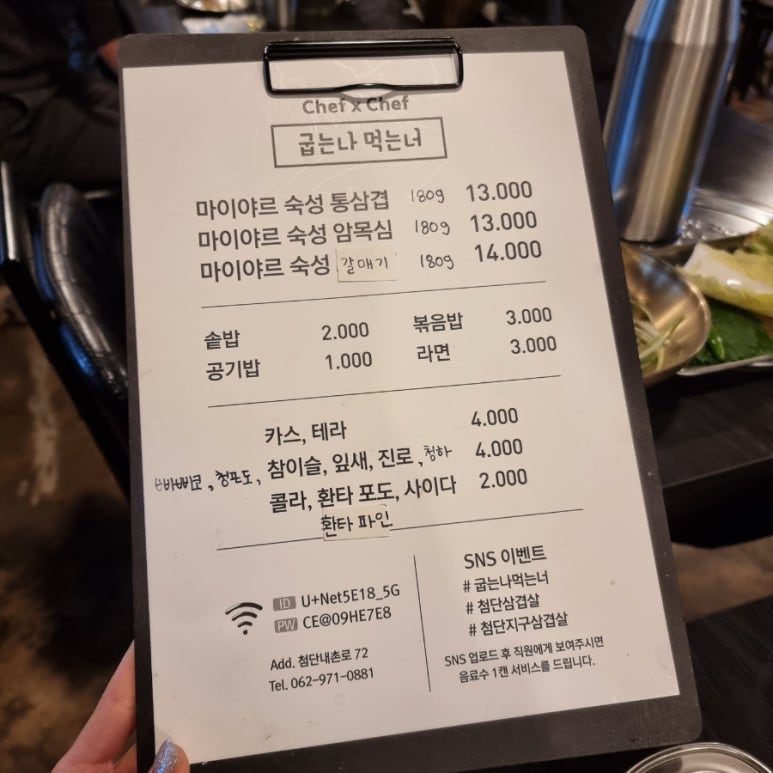 Chef x Chef
굽는나 먹는너
마이야르 숙성 통삼겹 180g 13.000
마이야르 숙성 암목심 180g 13.000
마이야르 숙성 갈매기 180g 14.000
솥밥 2.000 볶음밥 3.000
공기밥 1.000 라면 3.000
카스, 테라 4.000
청포도, 참이슬, 잎새, 진로, 청하 4.000
콜라, 환타 포도, 사이다 2.000
환타 파인
ID U+Net5E18_5G
PW CE@09HE7E8
Add. 첨단내촌로 72
Tel. 062-971-0881
SNS 이벤트
# 굽는나먹는너
# 첨단삼겹살
# 첨단지구삼겹살
SNS 업로드 후 직원에게 보여주시면
음료수 1캔 서비스를 드립니다.